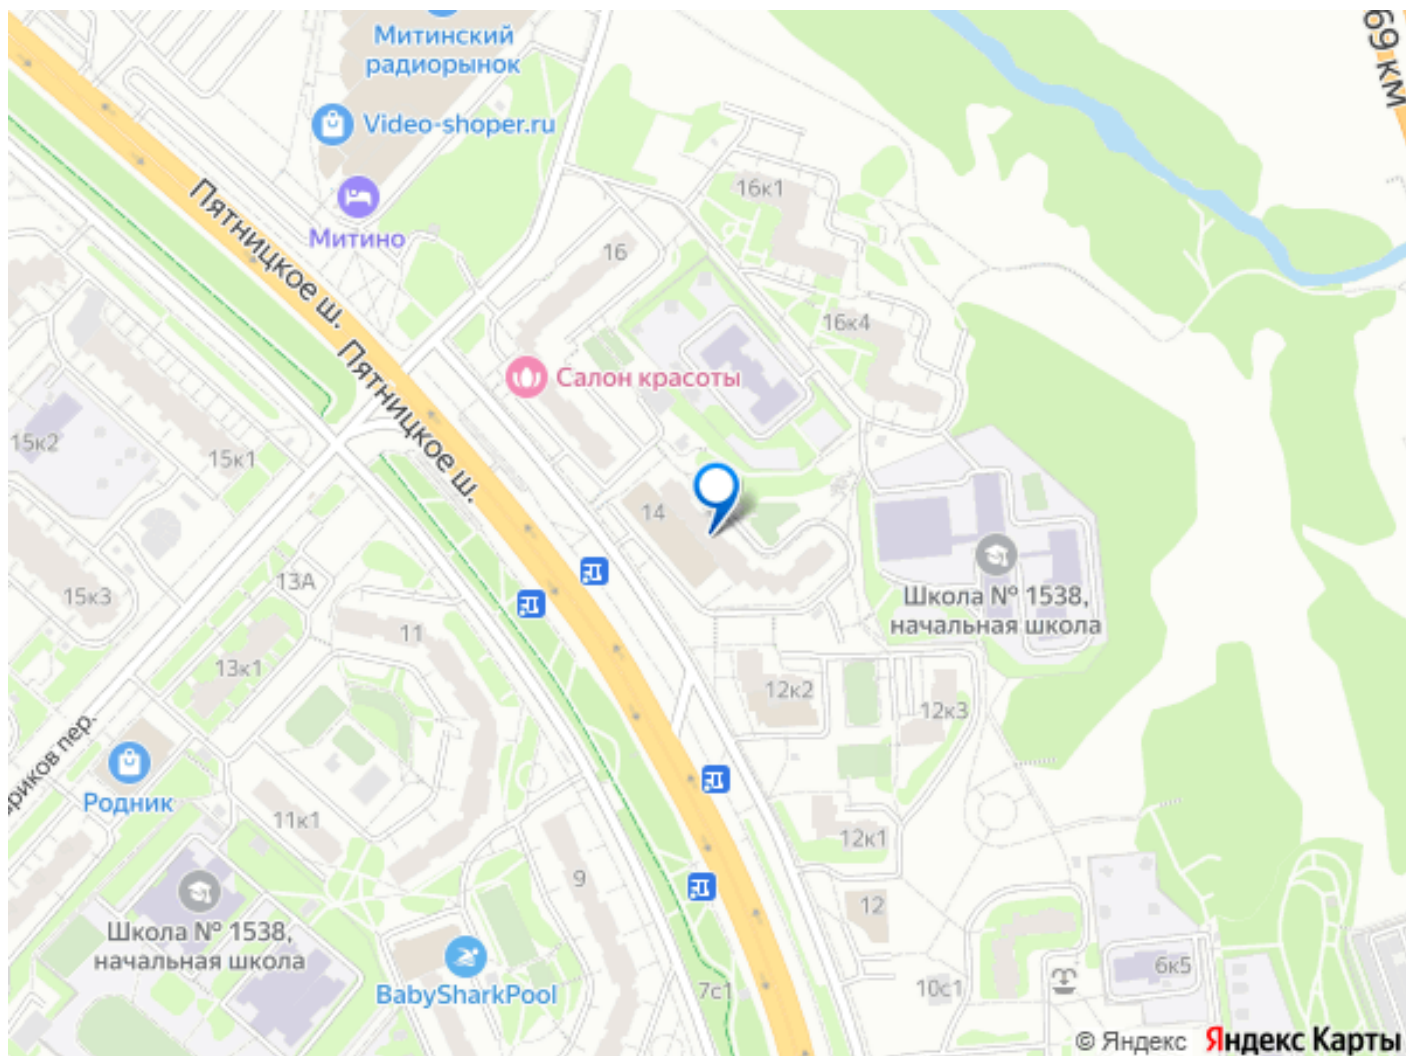 Митинский
радиорынок
69 км
Video-shoper.ru
16к1
Митино
Пятницкое ш.
16
16к4
Пятницкое ш.
Салон красоты
15к2
15к1
14
13А
15к3
Школа № 1538,
начальная школа
11
13к1
12к2
12к3
Родник
11к1
12к1
9
Школа № 1538,
начальная школа
12
BabySharkPool
7с1
10с1
6к5
© Яндекс Яндекс Карты